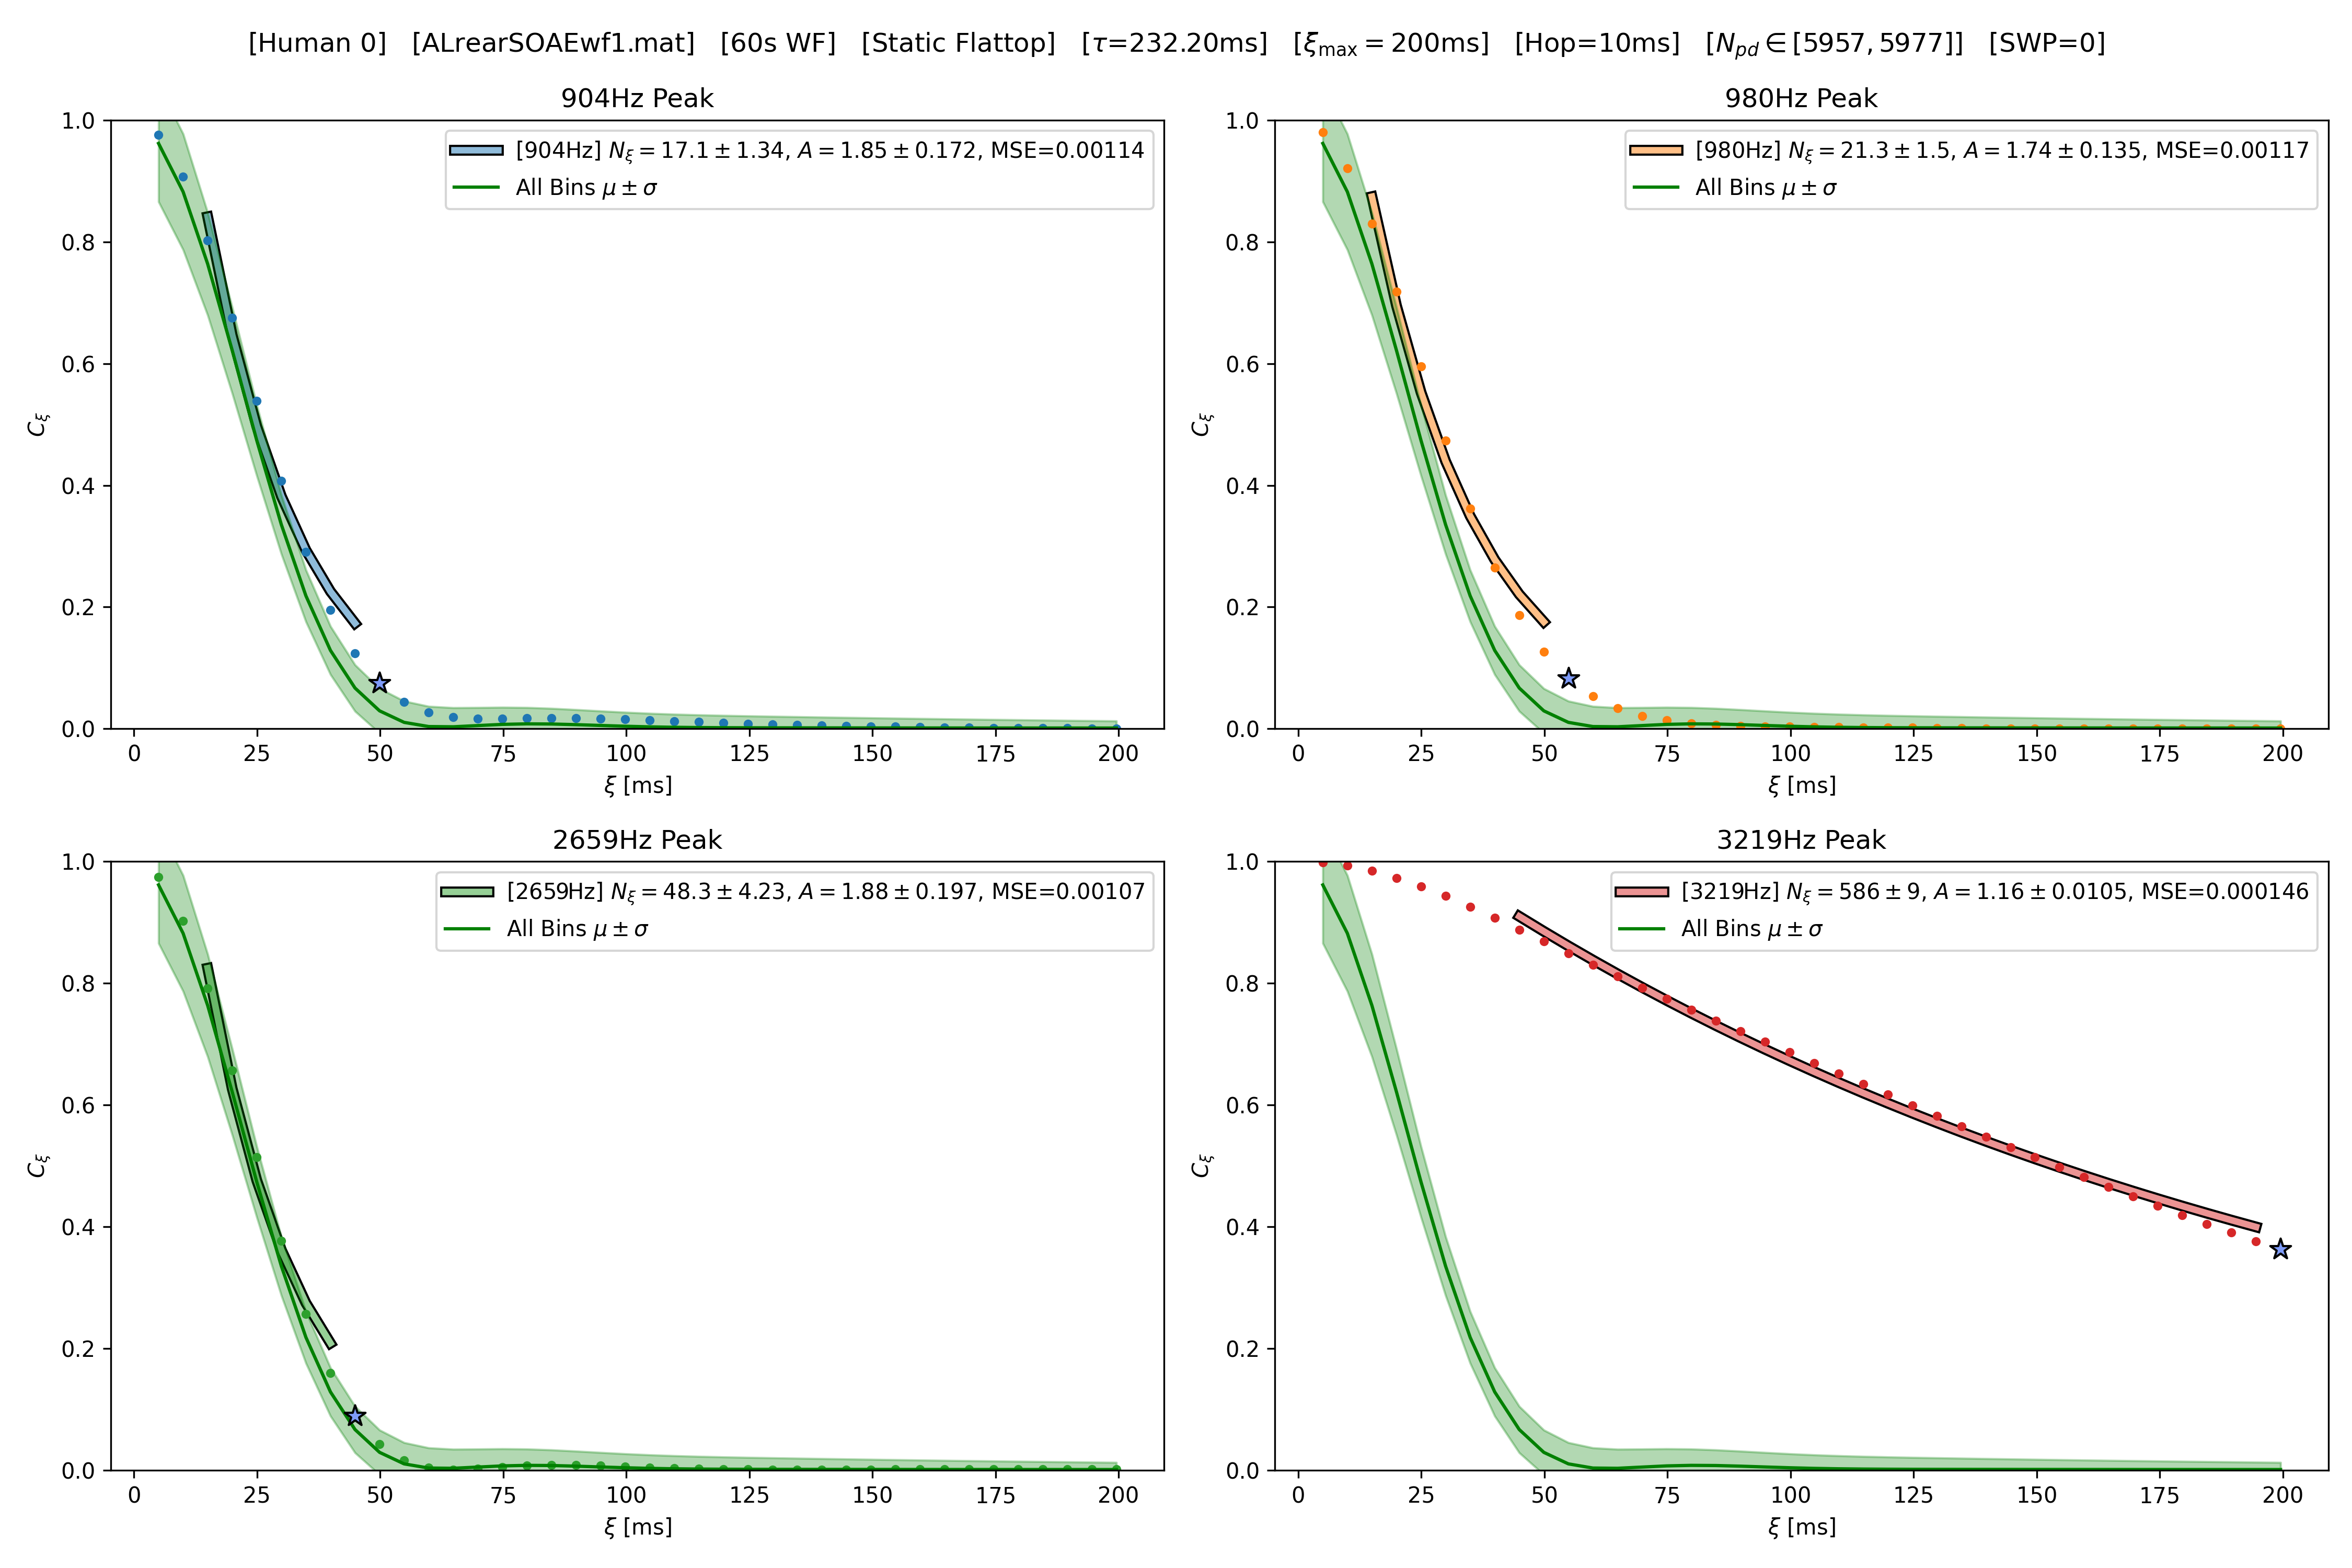 [Human 0] [ALrearSOAEwf1.mat] [60s WF] [Static Flattop] [τ=232.20ms] [ξ_max = 200ms] [Hop=10ms] [N_pd ∈ [5957, 5977]] [SWP=0]
904Hz Peak
[904Hz] N_ξ = 17.1 ± 1.34, A = 1.85 ± 0.172, MSE=0.00114
All Bins μ ± σ
1.0
0.8
0.6
0.4
0.2
0.0
C_ξ
0 25 50 75 100 125 150 175 200
ξ [ms]
980Hz Peak
[980Hz] N_ξ = 21.3 ± 1.5, A = 1.74 ± 0.135, MSE=0.00117
All Bins μ ± σ
1.0
0.8
0.6
0.4
0.2
0.0
C_ξ
0 25 50 75 100 125 150 175 200
ξ [ms]
2659Hz Peak
[2659Hz] N_ξ = 48.3 ± 4.23, A = 1.88 ± 0.197, MSE=0.00107
All Bins μ ± σ
1.0
0.8
0.6
0.4
0.2
0.0
C_ξ
0 25 50 75 100 125 150 175 200
ξ [ms]
3219Hz Peak
[3219Hz] N_ξ = 586 ± 9, A = 1.16 ± 0.0105, MSE=0.000146
All Bins μ ± σ
1.0
0.8
0.6
0.4
0.2
0.0
C_ξ
0 25 50 75 100 125 150 175 200
ξ [ms]